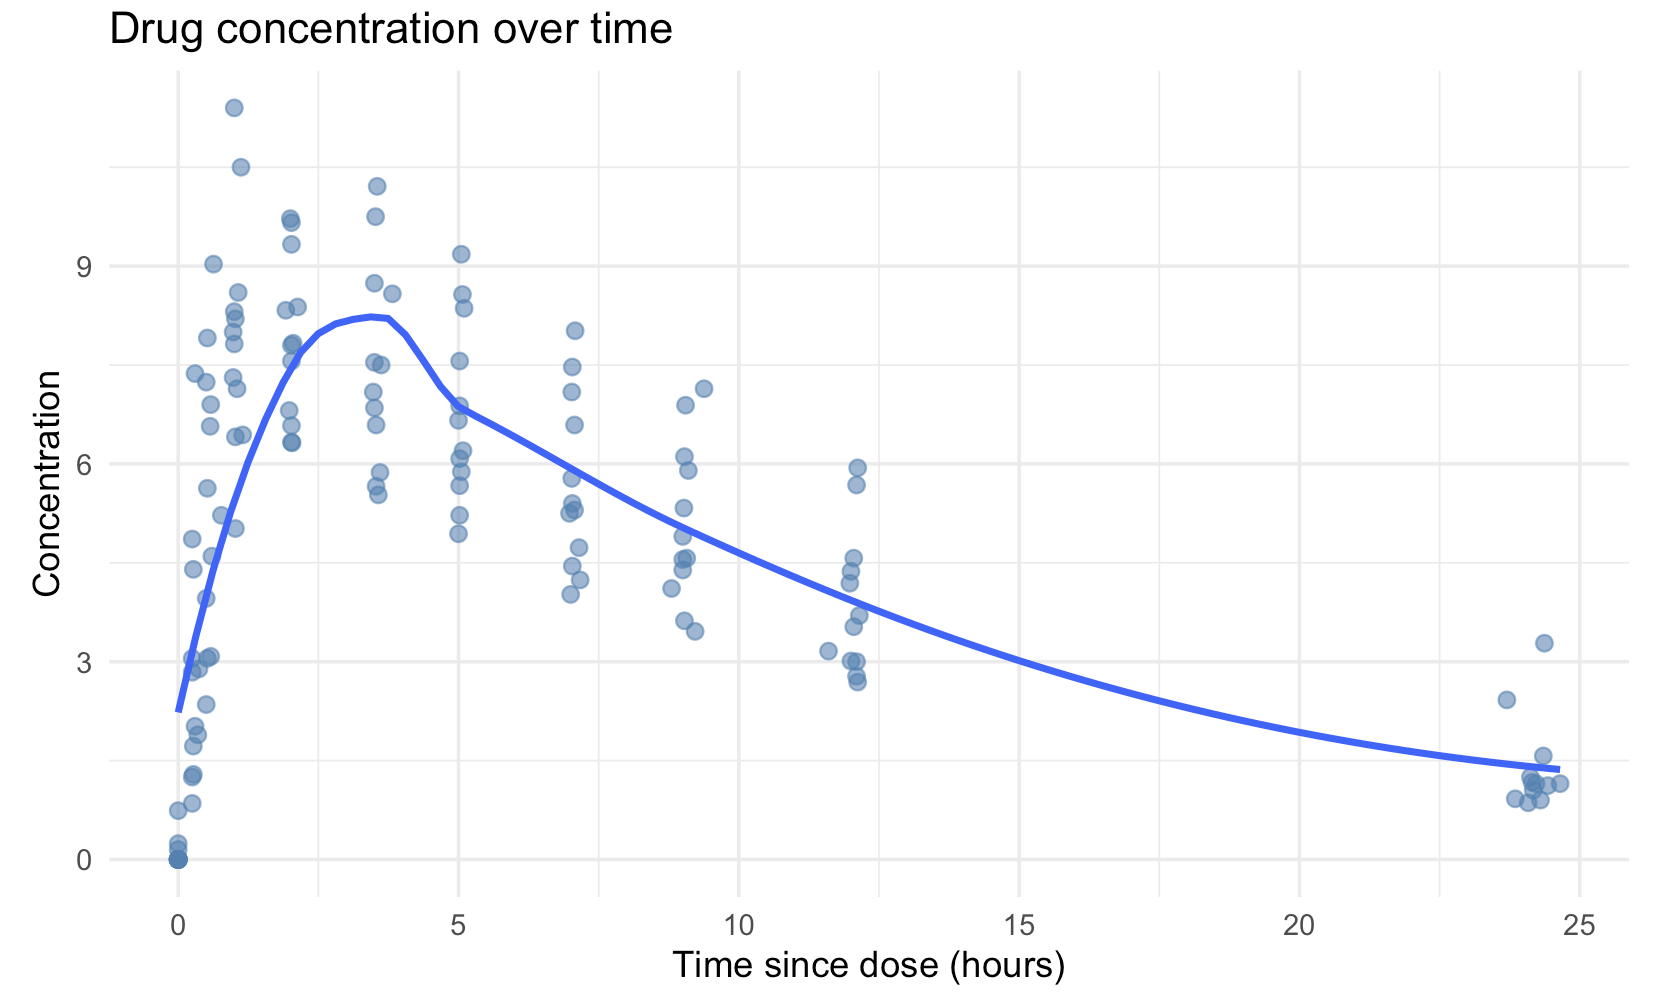 Drug concentration over time
Concentration
9
6
3
0
0 5 10 15 20 25
Time since dose (hours)